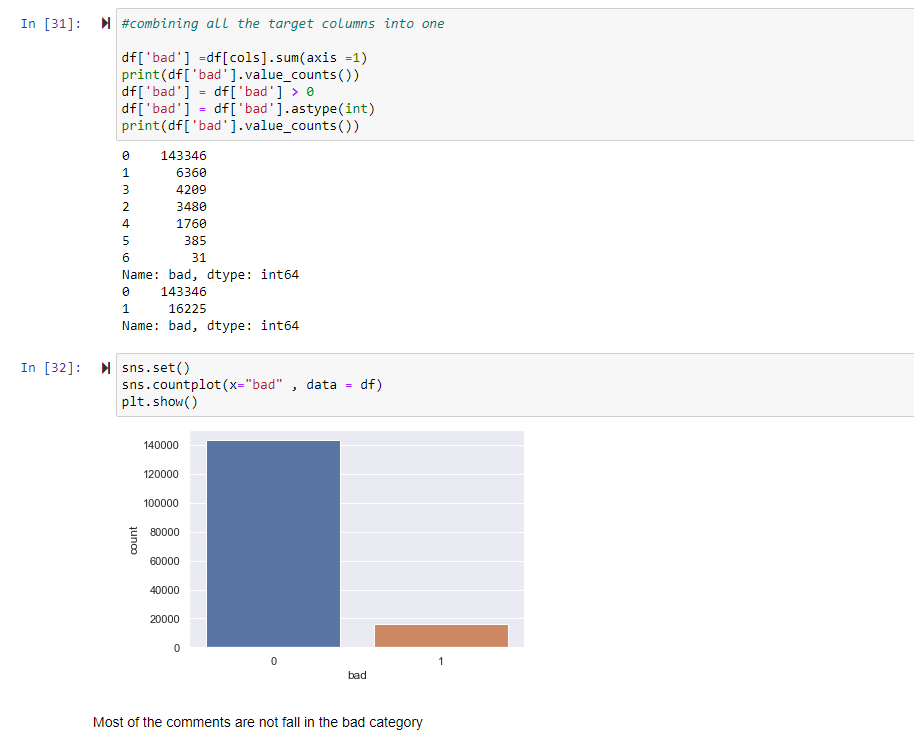 In [31]:
#combining all the target columns into one
df['bad'] =df[cols].sum(axis =1)
print(df['bad'].value_counts())
df['bad'] = df['bad'] > 0
df['bad'] = df['bad'].astype(int)
print(df['bad'].value_counts())
0 143346
1 6360
3 4209
2 3480
4 1760
5 385
6 31
Name: bad, dtype: int64
0 143346
1 16225
Name: bad, dtype: int64
In [32]:
sns.set()
sns.countplot(x="bad" , data = df)
plt.show()
140000
120000
100000
80000
60000
40000
20000
0
count
0 1
bad
Most of the comments are not fall in the bad category